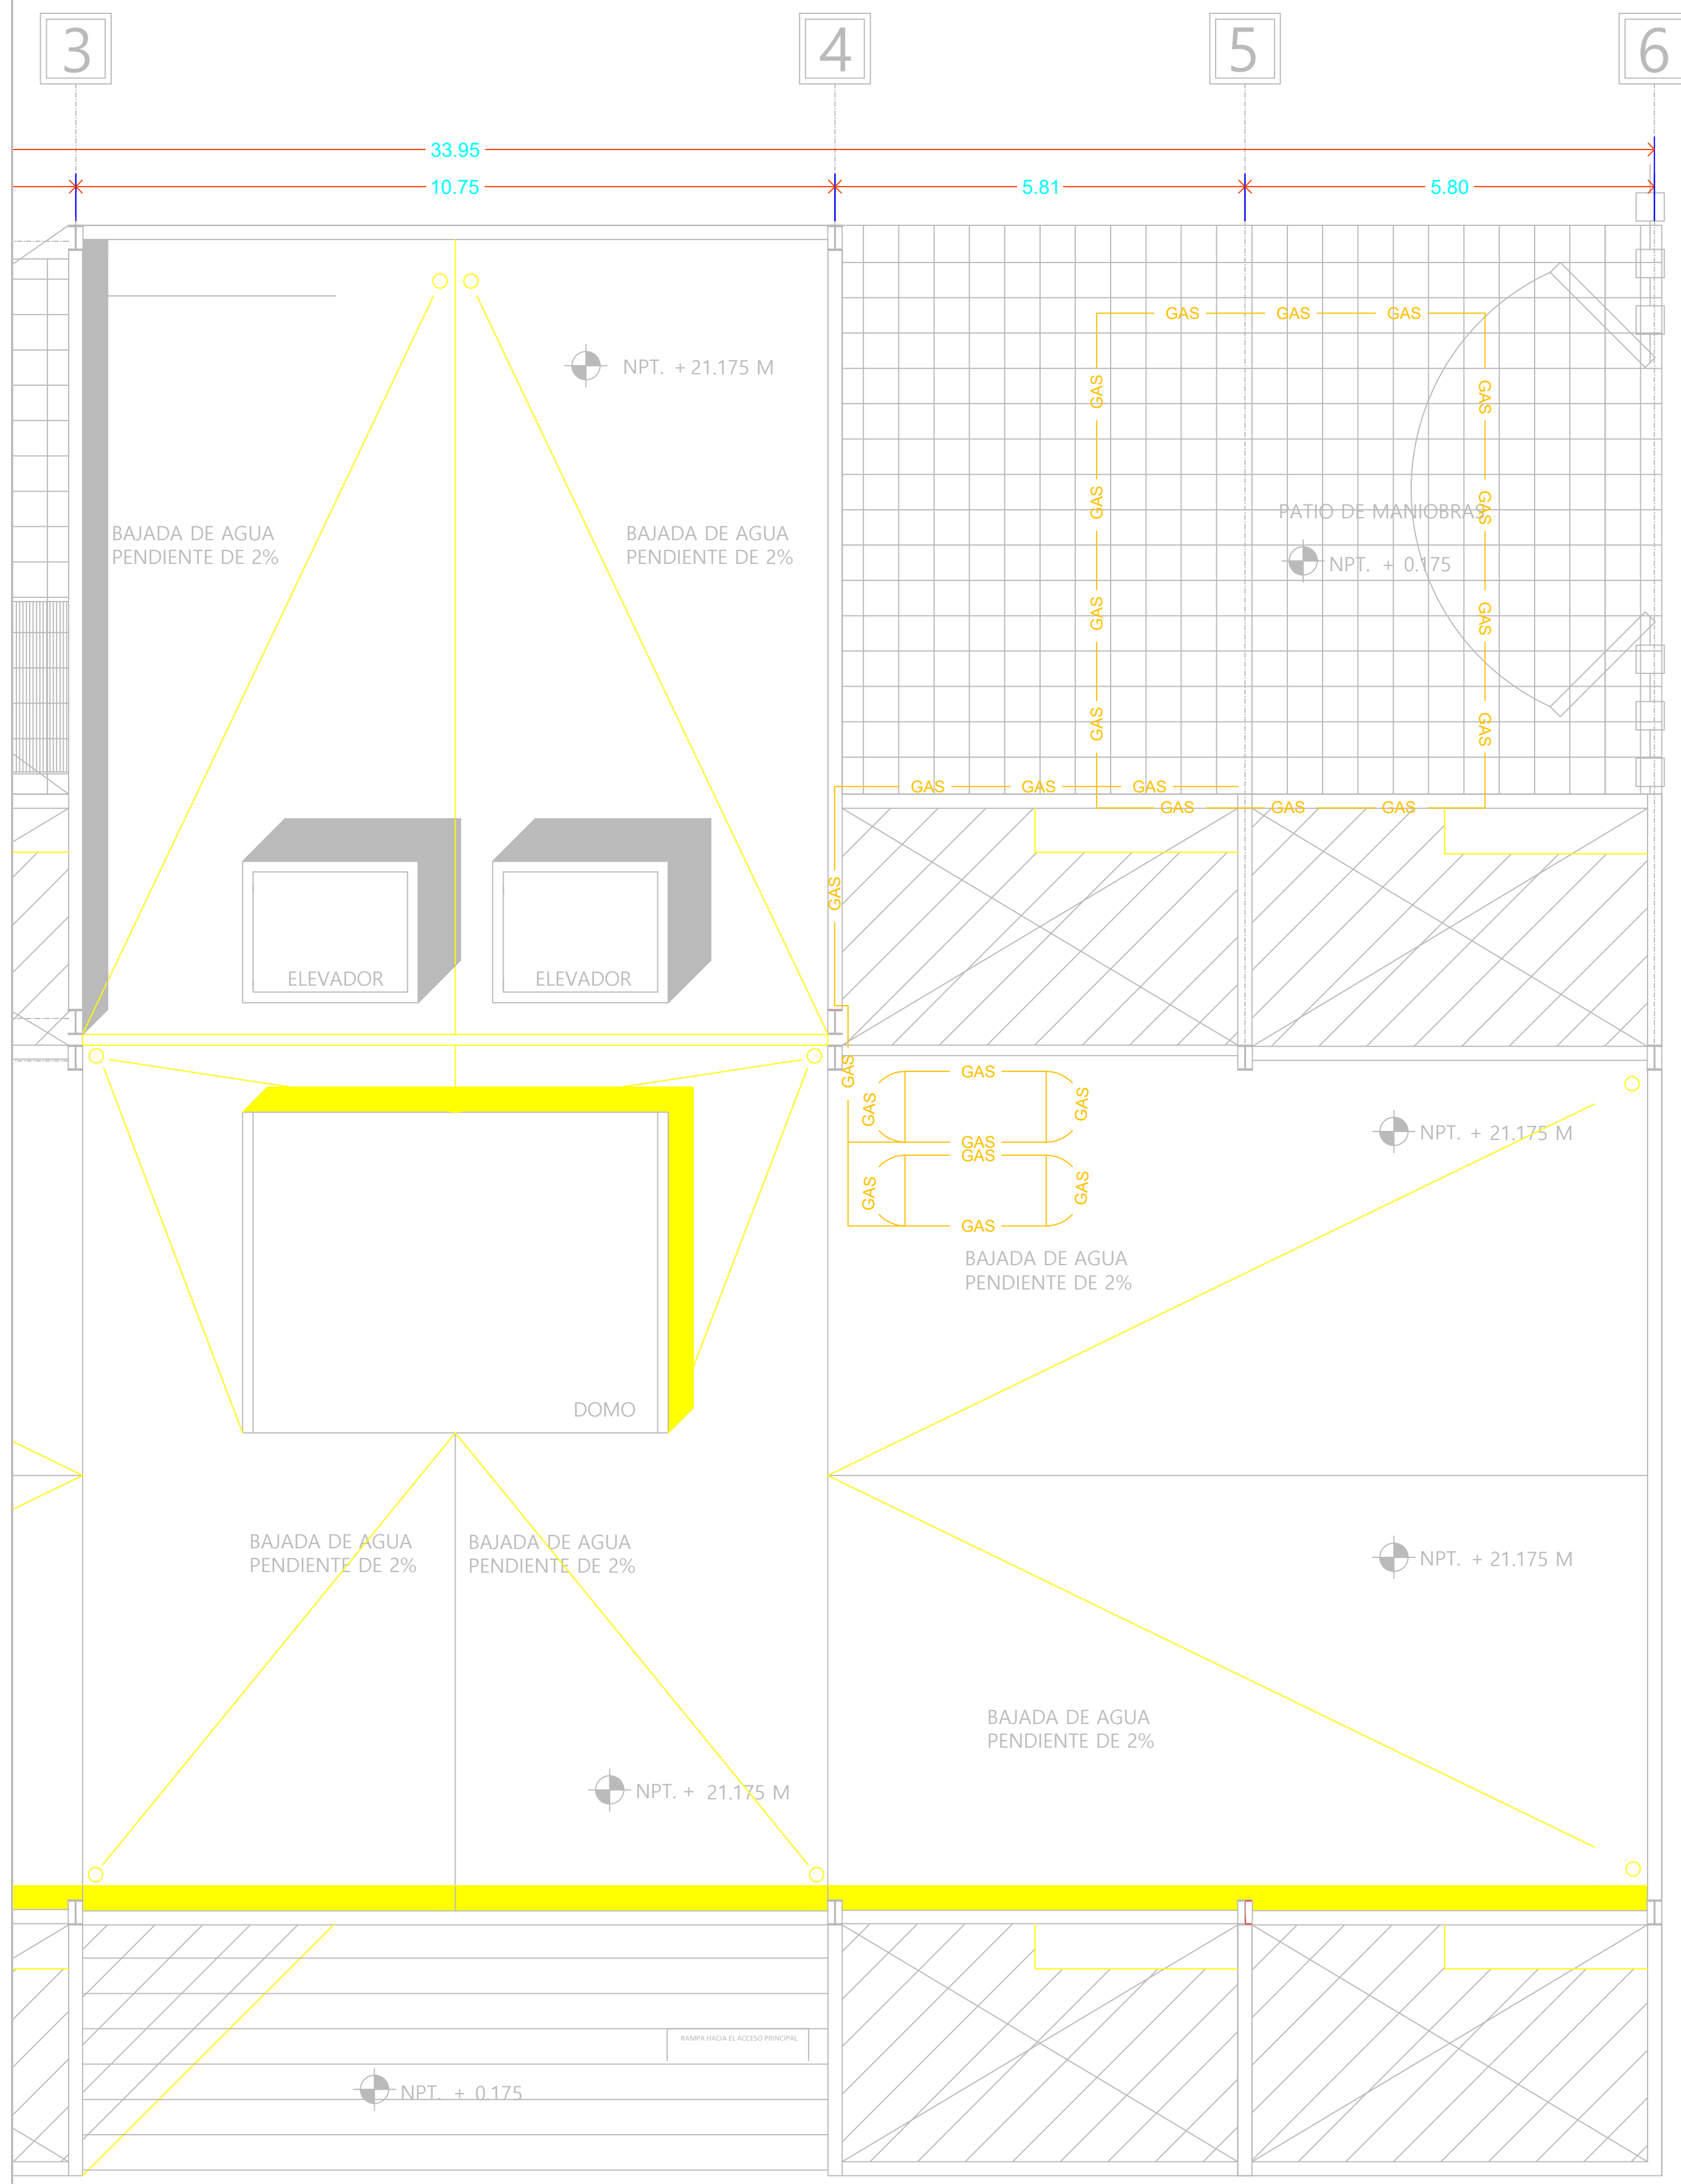 3 4 5 6
33.95
10.75 5.81 5.80
GAS GAS GAS
NPT. + 21.175 M
GAS GAS
GAS GAS
PATIO DE MANIOBRAS
BAJADA DE AGUA
PENDIENTE DE 2%
BAJADA DE AGUA
PENDIENTE DE 2%
NPT. + 0.175
GAS GAS
GAS GAS
GAS GAS GAS
GAS GAS GAS
GAS
ELEVADOR ELEVADOR
GAS
GAS
GAS GAS
GAS
GAS
GAS GAS
GAS
NPT. + 21.175 M
BAJADA DE AGUA
PENDIENTE DE 2%
DOMO
BAJADA DE AGUA
PENDIENTE DE 2%
BAJADA DE AGUA
PENDIENTE DE 2%
NPT. + 21.175 M
BAJADA DE AGUA
PENDIENTE DE 2%
NPT. + 21.175 M
RAMPA HACIA EL ACCESO PRINCIPAL
NPT. + 0.175